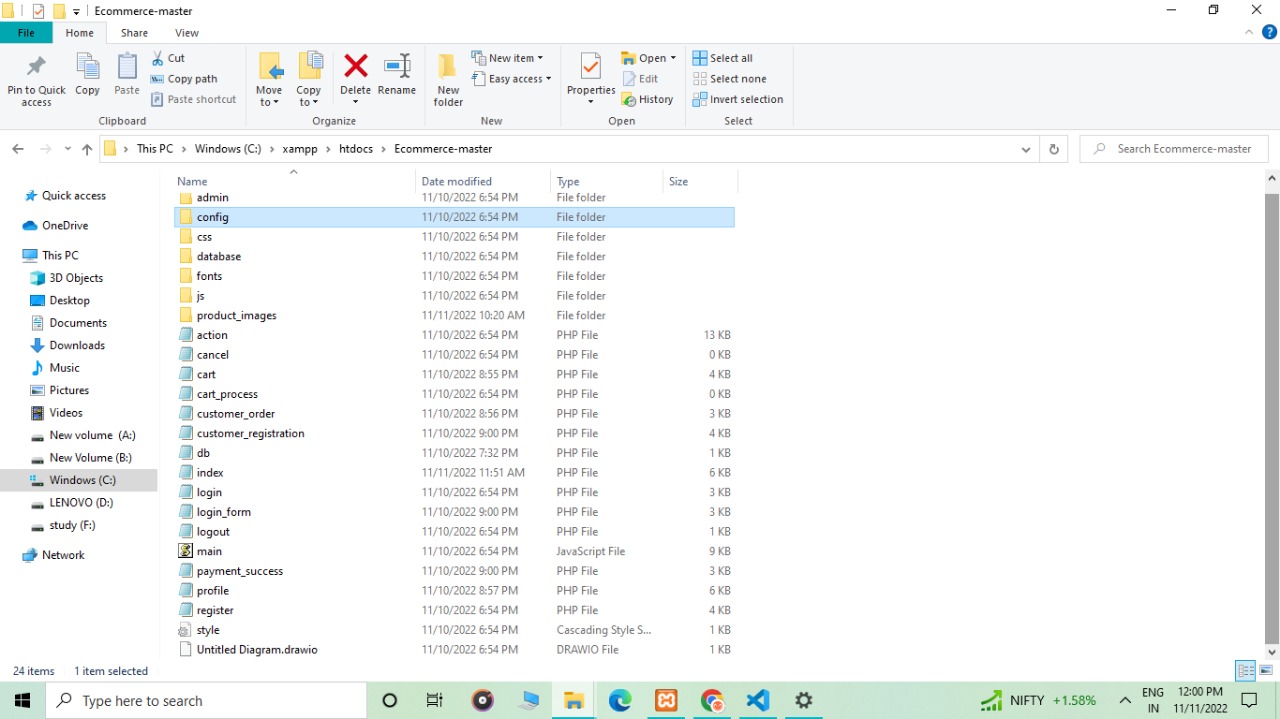 Ecommerce-master
File Home Share View
Pin to Quick access
Copy
Paste
Cut
Copy path
Paste shortcut
Clipboard
Move to
Copy to
Delete
Rename
Organize
New folder
New item
Easy access
New
Properties
Open
Edit
History
Open
Select all
Select none
Invert selection
Select
This PC > Windows (C:) > xampp > htdocs > Ecommerce-master
Search Ecommerce-master
Quick access
OneDrive
This PC
3D Objects
Desktop
Documents
Downloads
Music
Pictures
Videos
New volume (A:)
New Volume (B:)
Windows (C:)
LENOVO (D:)
study (F:)
Network
Name Date modified Type Size
admin 11/10/2022 6:54 PM File folder
config 11/10/2022 6:54 PM File folder
css 11/10/2022 6:54 PM File folder
database 11/10/2022 6:54 PM File folder
fonts 11/10/2022 6:54 PM File folder
js 11/10/2022 6:54 PM File folder
product_images 11/11/2022 10:20 AM File folder
action 11/10/2022 6:54 PM PHP File 13 KB
cancel 11/10/2022 6:54 PM PHP File 0 KB
cart 11/10/2022 8:55 PM PHP File 4 KB
cart_process 11/10/2022 6:54 PM PHP File 0 KB
customer_order 11/10/2022 8:56 PM PHP File 3 KB
customer_registration 11/10/2022 9:00 PM PHP File 4 KB
db 11/10/2022 7:32 PM PHP File 1 KB
index 11/11/2022 11:51 AM PHP File 6 KB
login 11/10/2022 6:54 PM PHP File 3 KB
login_form 11/10/2022 9:00 PM PHP File 3 KB
logout 11/10/2022 6:54 PM PHP File 1 KB
main 11/10/2022 6:54 PM JavaScript File 9 KB
payment_success 11/10/2022 9:00 PM PHP File 3 KB
profile 11/10/2022 8:57 PM PHP File 6 KB
register 11/10/2022 6:54 PM PHP File 4 KB
style 11/10/2022 6:54 PM Cascading Style S... 1 KB
Untitled Diagram.drawio 11/10/2022 6:54 PM DRAWIO File 1 KB
24 items 1 item selected
Type here to search
NIFTY +1.58%
ENG
IN
12:00 PM
11/11/2022